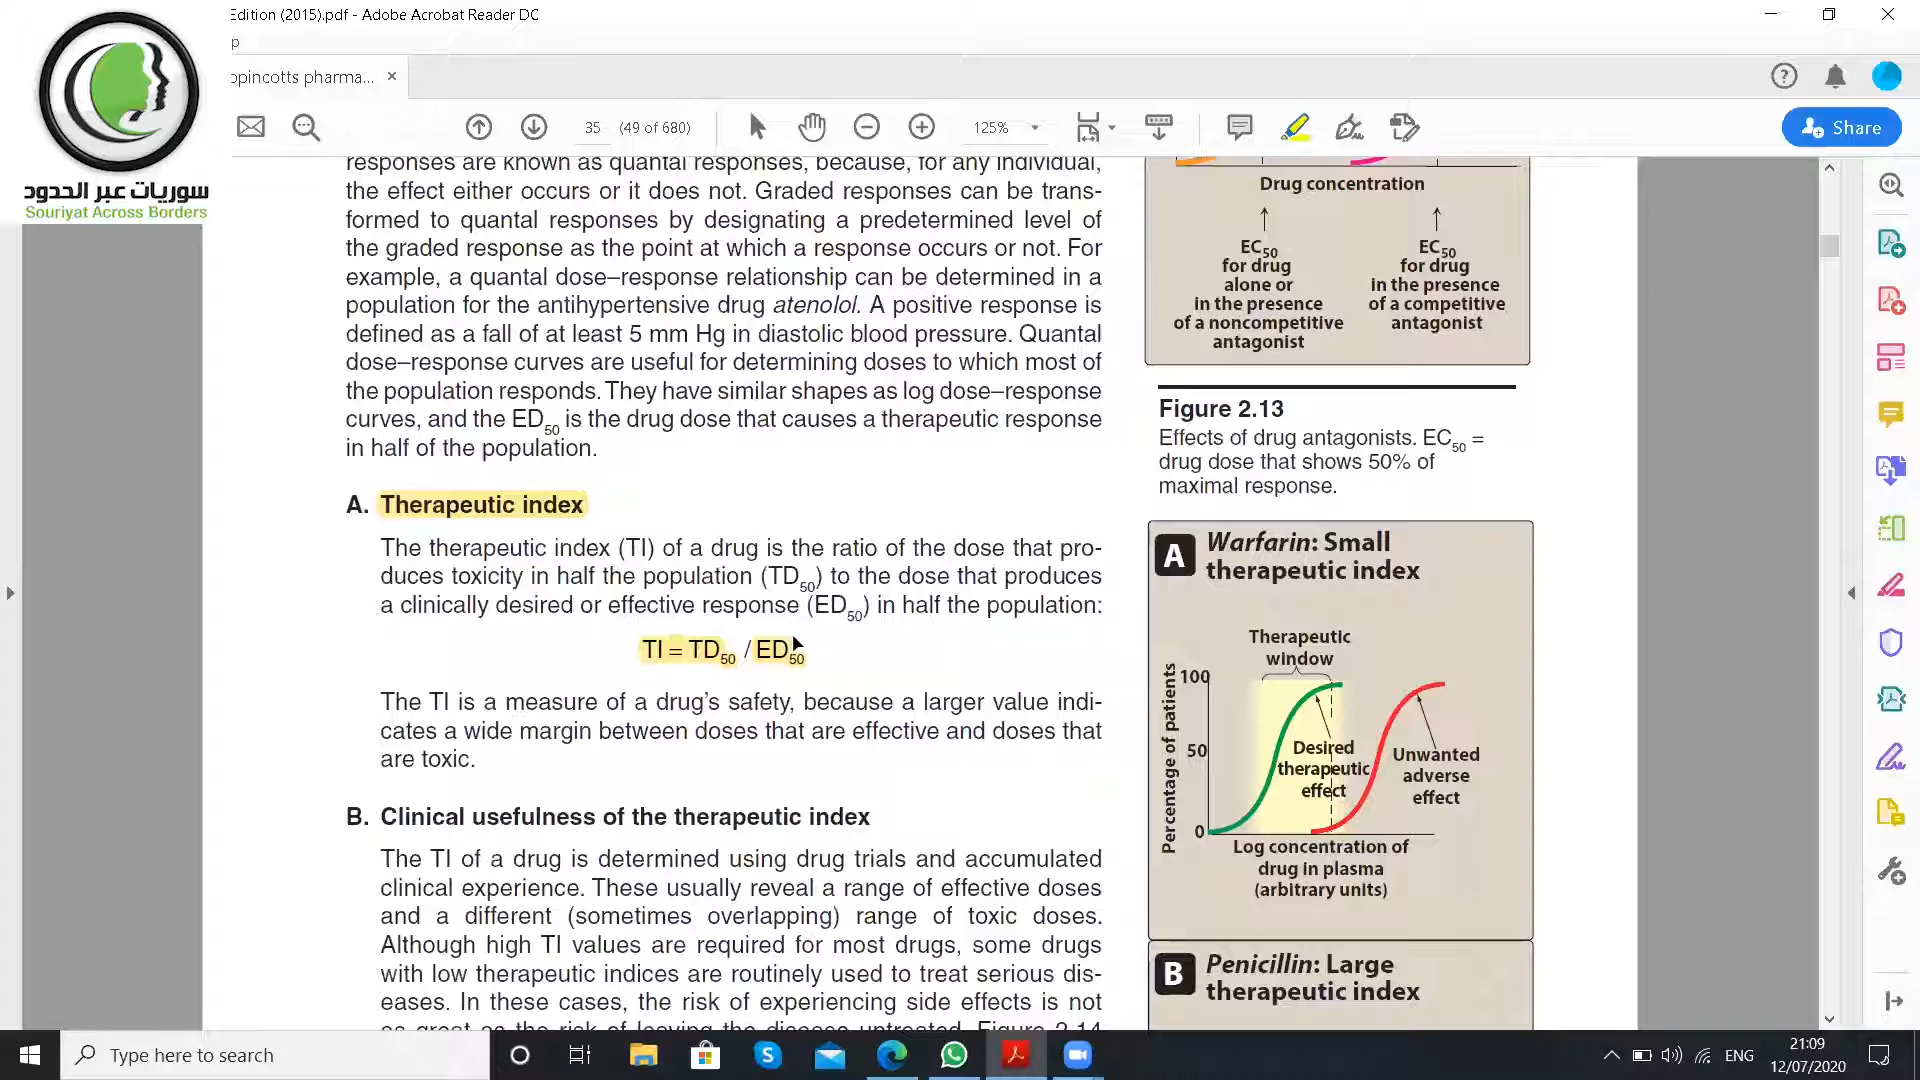 Edition (2015).pdf - Adobe Acrobat Reader DC
p
opincotts pharma...
35 (49 of 680)
125%
Share
سوريات عبر الحدود
Souriyat Across Borders
responses are known as quantal responses, because, for any individual,
the effect either occurs or it does not. Graded responses can be trans-
formed to quantal responses by designating a predetermined level of
the graded response as the point at which a response occurs or not. For
example, a quantal dose–response relationship can be determined in a
population for the antihypertensive drug atenolol. A positive response is
defined as a fall of at least 5 mm Hg in diastolic blood pressure. Quantal
dose–response curves are useful for determining doses to which most of
the population responds. They have similar shapes as log dose–response
curves, and the ED50 is the drug dose that causes a therapeutic response
in half of the population.
A. Therapeutic index
The therapeutic index (TI) of a drug is the ratio of the dose that pro-
duces toxicity in half the population (TD50) to the dose that produces
a clinically desired or effective response (ED50) in half the population:
TI = TD50 / ED50
The TI is a measure of a drug’s safety, because a larger value indi-
cates a wide margin between doses that are effective and doses that
are toxic.
B. Clinical usefulness of the therapeutic index
The TI of a drug is determined using drug trials and accumulated
clinical experience. These usually reveal a range of effective doses
and a different (sometimes overlapping) range of toxic doses.
Although high TI values are required for most drugs, some drugs
with low therapeutic indices are routinely used to treat serious dis-
eases. In these cases, the risk of experiencing side effects is not
as great as the risk of leaving the disease untreated. Figure 2.14
Drug concentration
EC50
for drug
alone or
in the presence
of a noncompetitive
antagonist
EC50
for drug
in the presence
of a competitive
antagonist
Figure 2.13
Effects of drug antagonists. EC50 =
drug dose that shows 50% of
maximal response.
A Warfarin: Small
therapeutic index
Therapeutic
window
Percentage of patients
100
50
0
Desired
therapeutic
effect
Unwanted
adverse
effect
Log concentration of
drug in plasma
(arbitrary units)
B Penicillin: Large
therapeutic index
Type here to search
ENG
21:09
12/07/2020